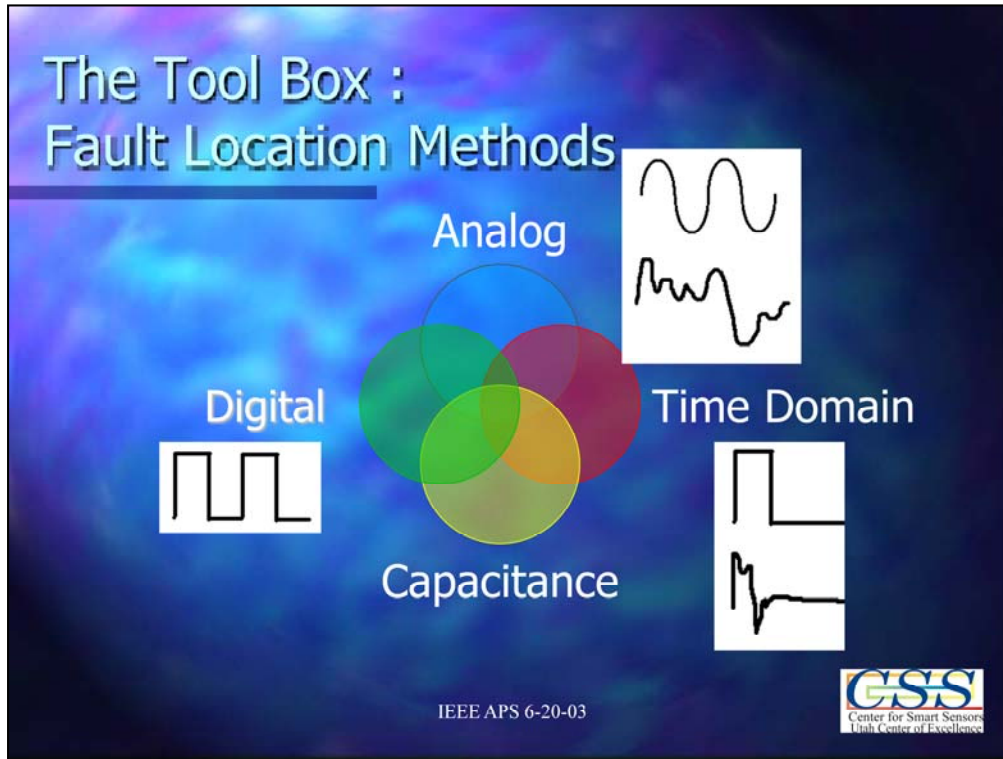 The Tool Box :
Fault Location Methods
Analog
Digital
Time Domain
Capacitance
IEEE APS 6-20-03
CSS
Center for Smart Sensors
Utah Center of Excellence